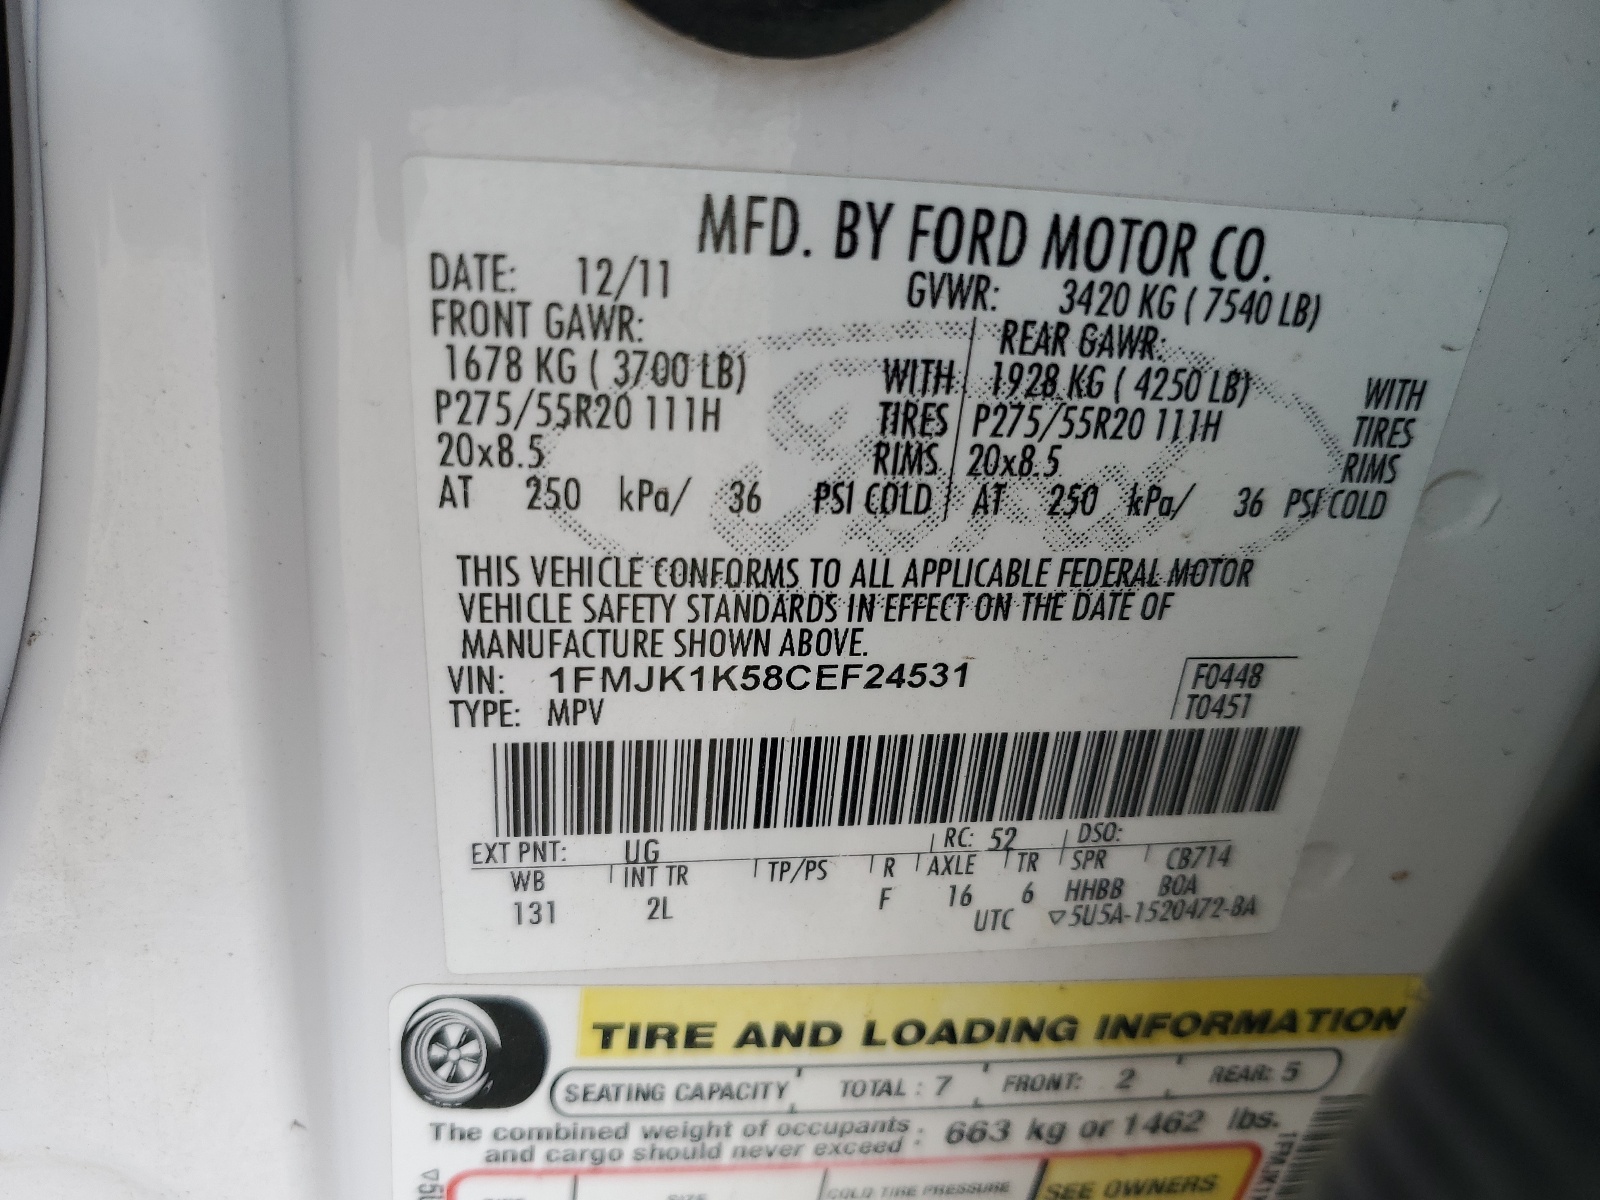 MFD. BY FORD MOTOR CO.
DATE: 12/11 GVWR: 3420 KG ( 7540 LB)
FRONT GAWR: REAR GAWR:
1678 KG ( 3700 LB) WITH 1928 KG ( 4250 LB) WITH
P275/55R20 111H TIRES P275/55R20 111H TIRES
20x8.5 RIMS 20x8.5 RIMS
AT 250 kPa/ 36 PSI COLD AT 250 kPa/ 36 PSI COLD
THIS VEHICLE CONFORMS TO ALL APPLICABLE FEDERAL MOTOR
VEHICLE SAFETY STANDARDS IN EFFECT ON THE DATE OF
MANUFACTURE SHOWN ABOVE.
VIN: 1FMJK1K58CEF24531 F0448
TYPE: MPV T0451
EXT PNT: UG RC: 52 DSO:
WB INT TR TP/PS R AXLE TR SPR CB714
131 2L F 16 6 HHBB BOA
UTC ▽5U5A-1520472-BA
TIRE AND LOADING INFORMATION
SEATING CAPACITY TOTAL : 7 FRONT: 2 REAR: 5
The combined weight of occupants : 663 kg or 1462 lbs.
and cargo should never exceed :
COLD TIRE PRESSURE SEE OWNERS